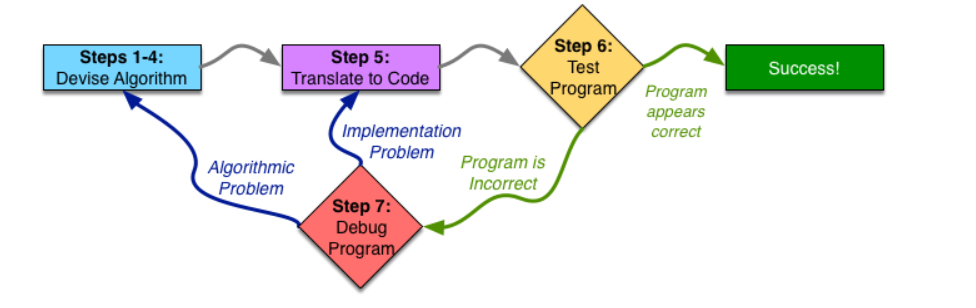 Steps 1-4:
Devise Algorithm
Step 5:
Translate to Code
Step 6:
Test
Program
Success!
Program
appears
correct
Implementation
Problem
Algorithmic
Problem
Program is
Incorrect
Step 7:
Debug
Program